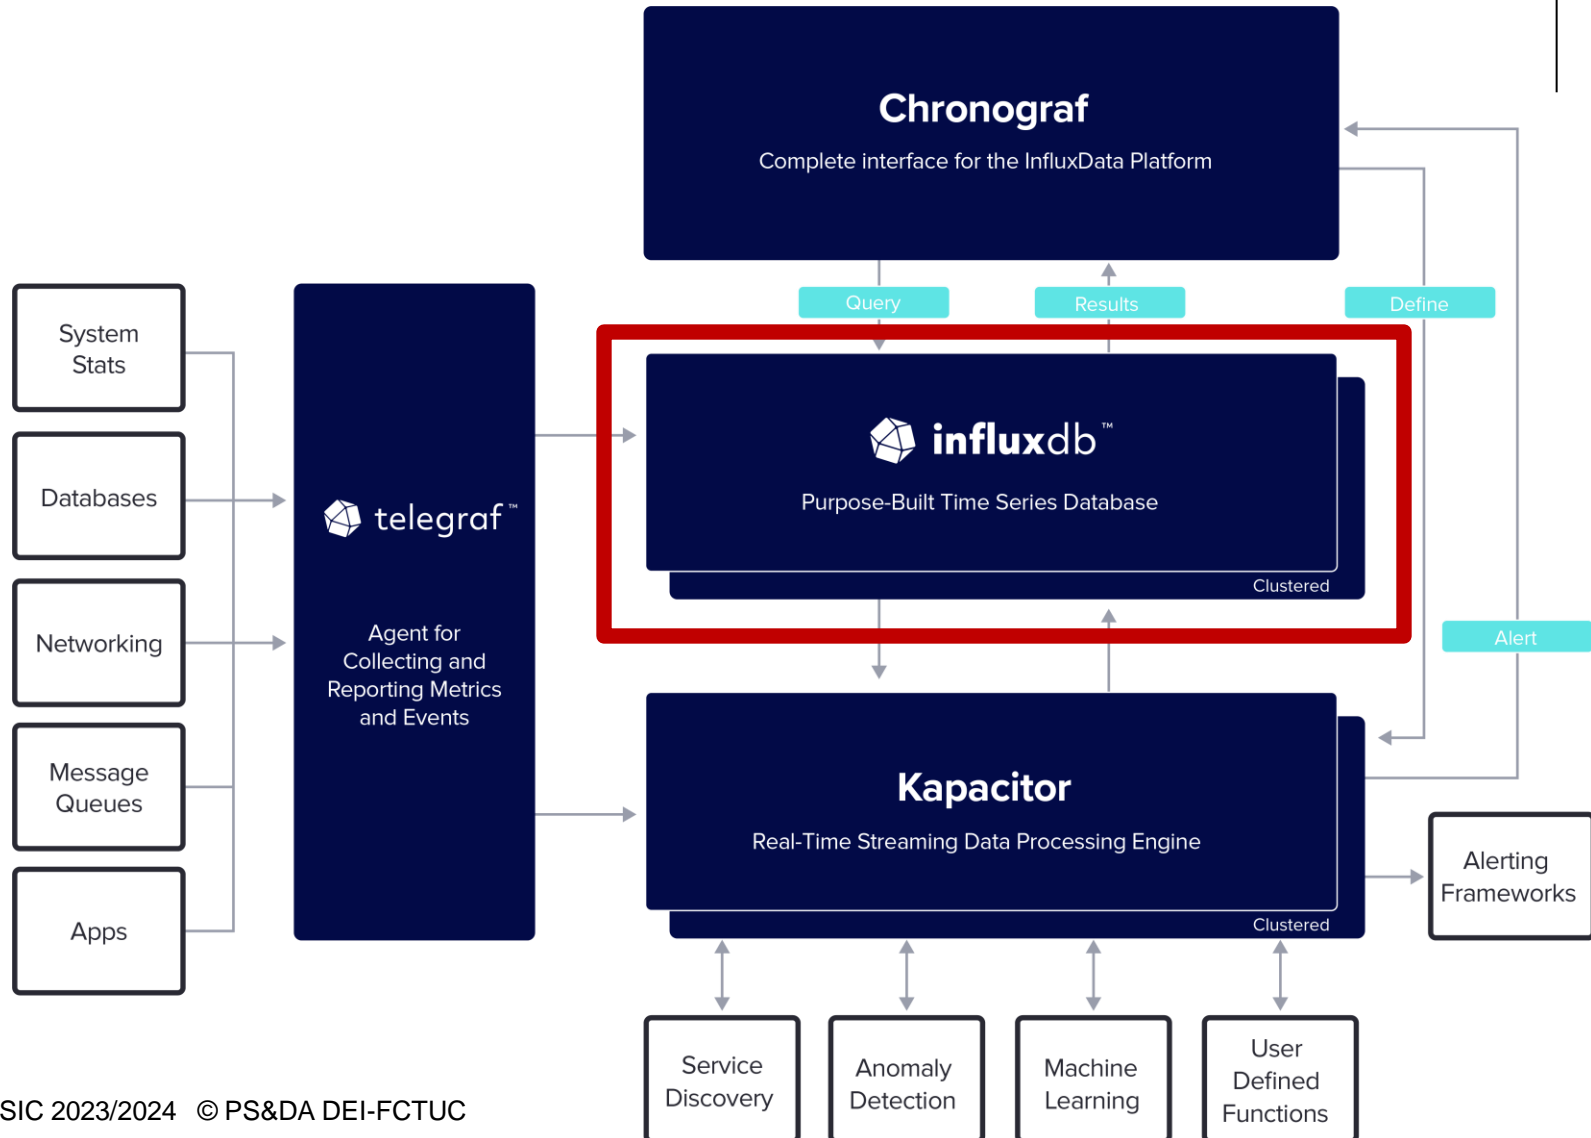 Chronograf
Complete interface for the InfluxData Platform
Query
Results
Define
System
Stats
Databases
Networking
Message
Queues
Apps
telegraf™
Agent for
Collecting and
Reporting Metrics
and Events
influxdb™
Purpose-Built Time Series Database
Clustered
Alert
Kapacitor
Real-Time Streaming Data Processing Engine
Clustered
Alerting
Frameworks
Service
Discovery
Anomaly
Detection
Machine
Learning
User
Defined
Functions
SIC 2023/2024 © PS&DA DEI-FCTUC